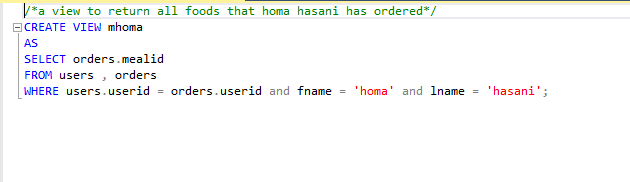 /*a view to return all foods that homa hasani has ordered*/
CREATE VIEW mhoma
AS
SELECT orders.mealid
FROM users , orders
WHERE users.userid = orders.userid and fname = 'homa' and lname = 'hasani';